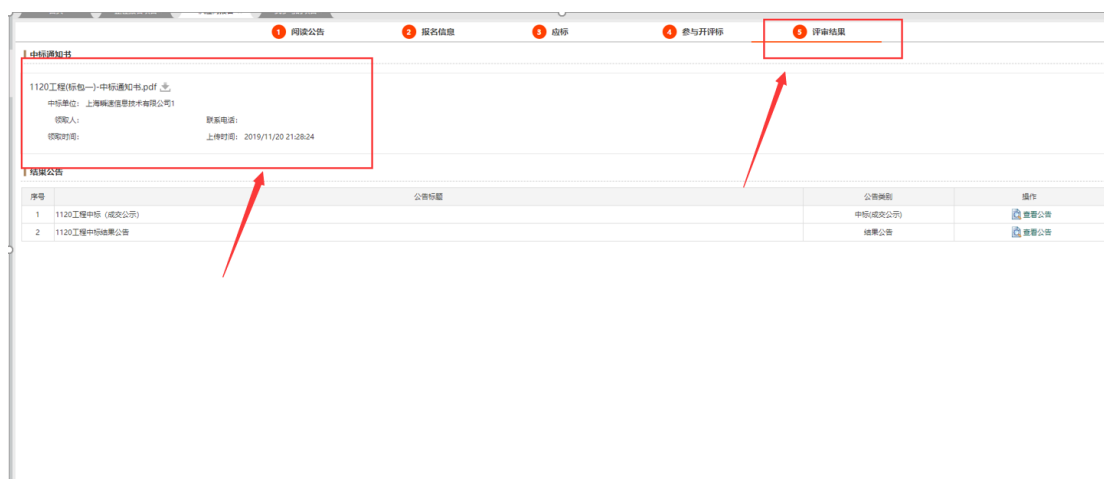 1 阅读公告 2 报名信息 3 应标 4 参与开评标 5 评审结果
中标通知书
1120工程(标包一)-中标通知书.pdf
中标单位: 上海瞬速信息技术有限公司1
领取人: 联系电话:
领取时间: 上传时间: 2019/11/20 21:28:24
结果公告
序号 公告标题 公告类别 操作
1 1120工程中标 (成交公示) 中标(成交公示) 查看公告
2 1120工程中标结果公告 结果公告 查看公告